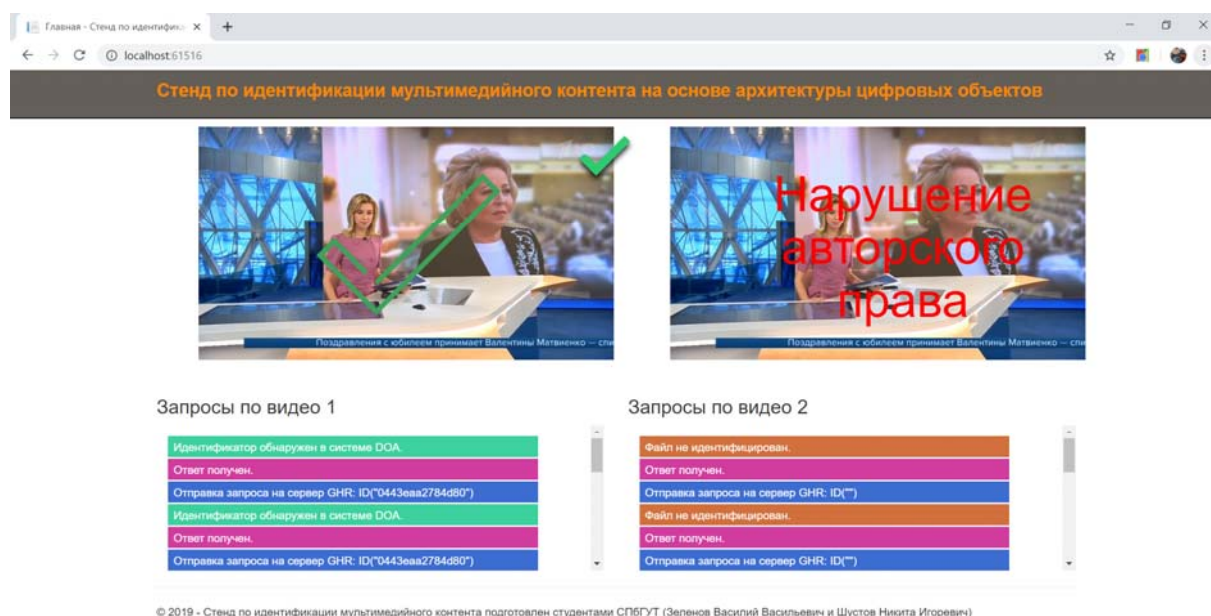 Главная - Стенд по идентифик
localhost:61516
Стенд по идентификации мультимедийного контента на основе архитектуры цифровых объектов
Поздравления с юбилеем принимает Валентины Матвиенко — спи
Нарушение
авторского
права
Поздравления с юбилеем принимает Валентины Матвиенко — спи
Запросы по видео 1
Идентификатор обнаружен в системе DOA.
Ответ получен.
Отправка запроса на сервер GHR: ID("0443eaa2784d80")
Идентификатор обнаружен в системе DOA.
Ответ получен.
Отправка запроса на сервер GHR: ID("0443eaa2784d80")
Запросы по видео 2
Файл не идентифицирован.
Ответ получен.
Отправка запроса на сервер GHR: ID("")
Файл не идентифицирован.
Ответ получен.
Отправка запроса на сервер GHR: ID("")
© 2019 - Стенд по идентификации мультимедийного контента подготовлен студентами СПбГУТ (Зеленов Василий Васильевич и Шустов Никита Игоревич)